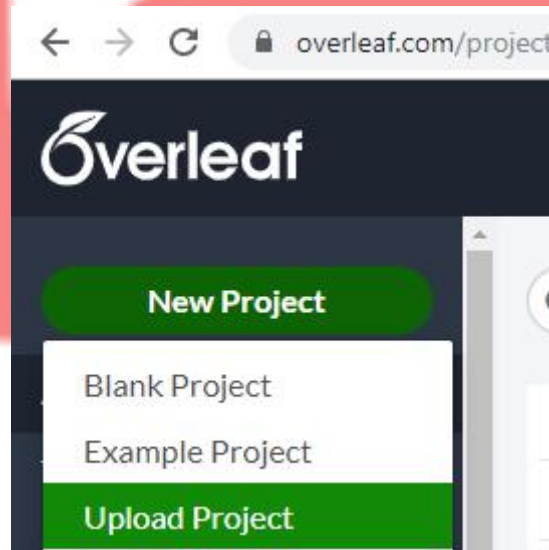 overleaf.com/project
Overleaf
New Project
Blank Project
Example Project
Upload Project